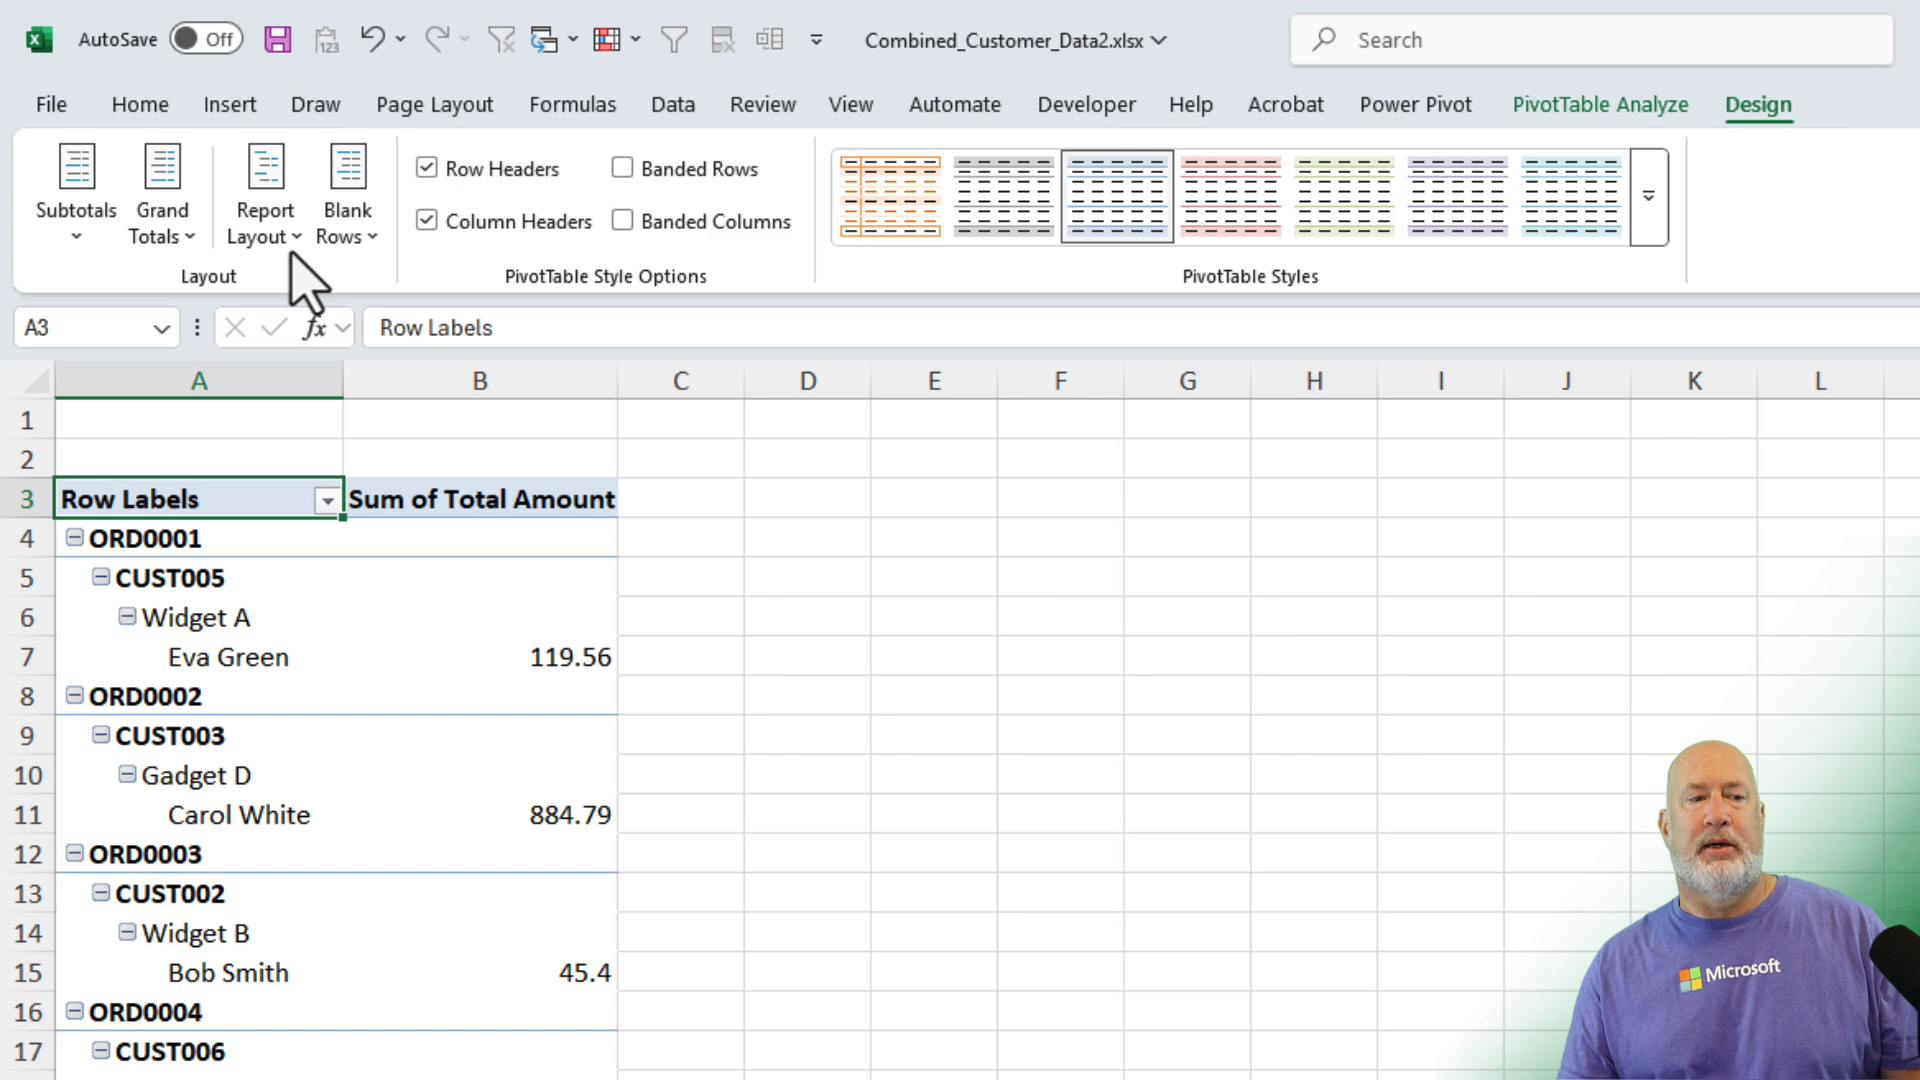 AutoSave Off Combined_Customer_Data2.xlsx Search
File Home Insert Draw Page Layout Formulas Data Review View Automate Developer Help Acrobat Power Pivot PivotTable Analyze Design
Subtotals
Grand Totals
Report Layout
Blank Rows
Row Headers
Banded Rows
Column Headers
Banded Columns
Layout
PivotTable Style Options
PivotTable Styles
A3 fx Row Labels
A B C D E F G H I J K L
1
2
3 Row Labels Sum of Total Amount
4 ORD0001
5 CUST005
6 Widget A
7 Eva Green 119.56
8 ORD0002
9 CUST003
10 Gadget D
11 Carol White 884.79
12 ORD0003
13 CUST002
14 Widget B
15 Bob Smith 45.4
16 ORD0004
17 CUST006
Microsoft